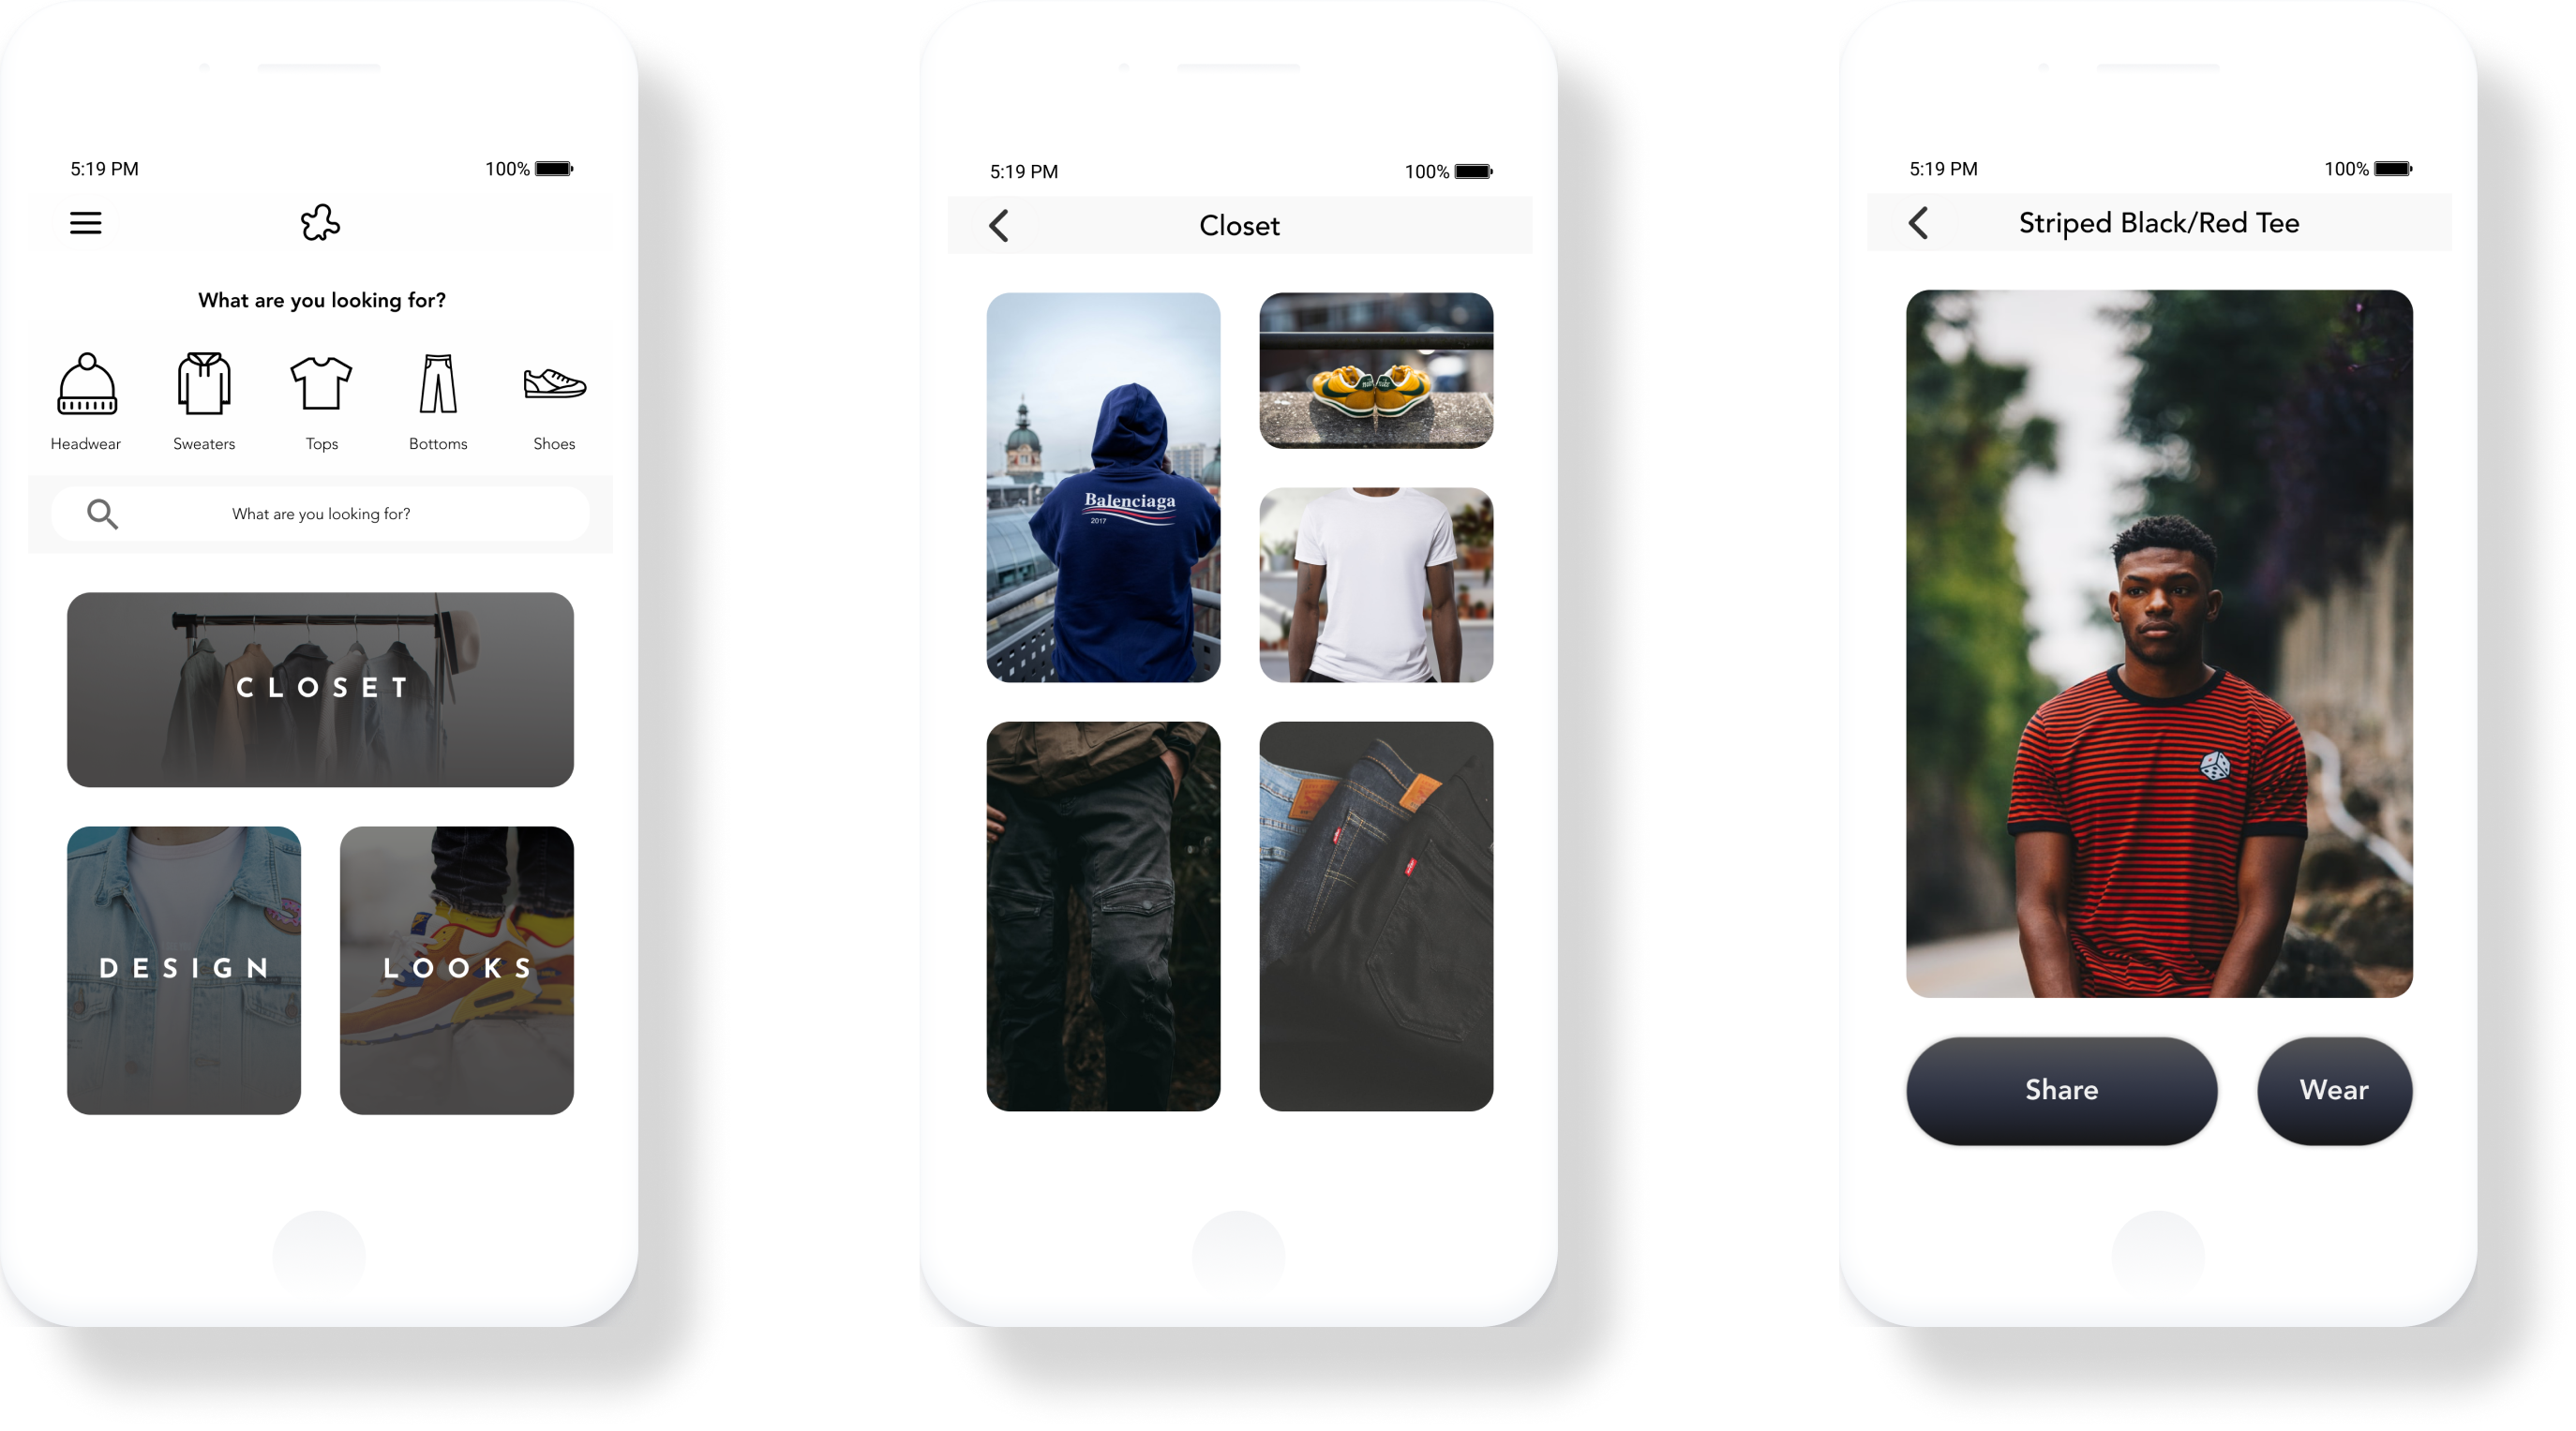 5:19 PM 100%
What are you looking for?
Headwear Sweaters Tops Bottoms Shoes
What are you looking for?
CLOSET
DESIGN LOOKS
5:19 PM 100%
Closet
Balenciaga
2017
5:19 PM 100%
Striped Black/Red Tee
Share Wear